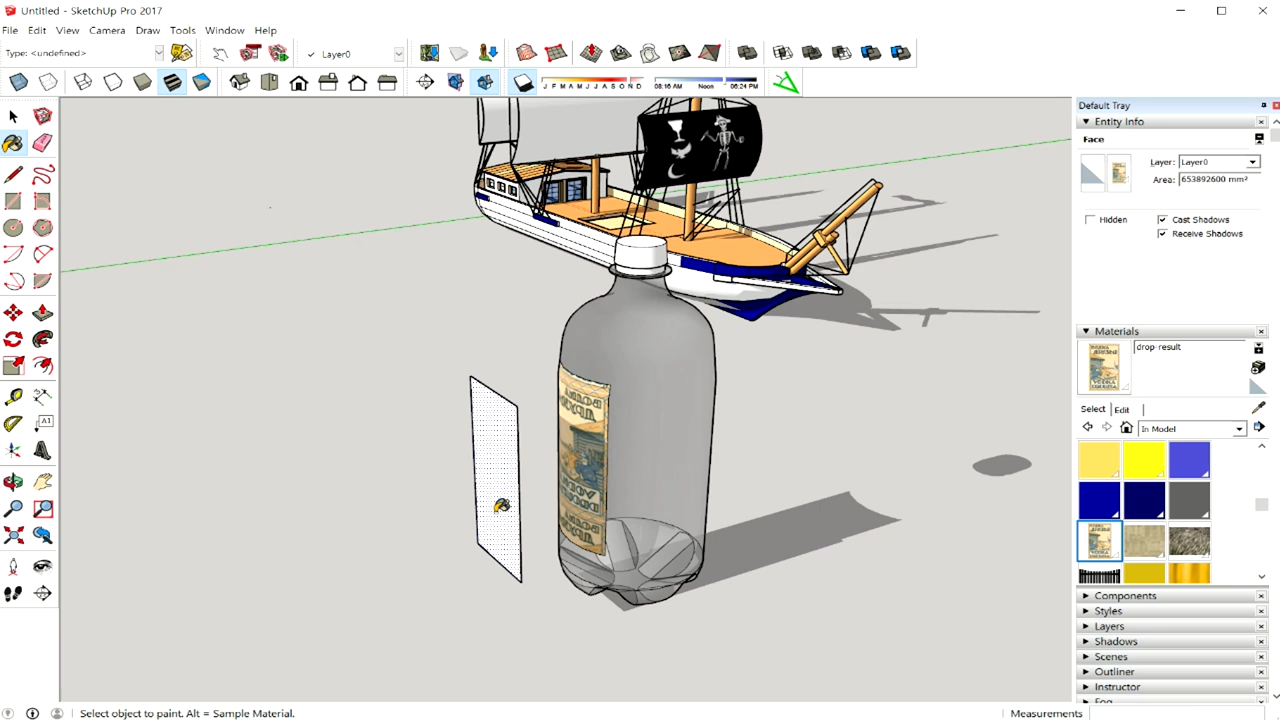 Untitled - SketchUp Pro 2017
File Edit View Camera Draw Tools Window Help
Type: <undefined>
✓ Layer0
J F M A M J J A S O N D
08:16 AM Noon 06:24 PM
Default Tray
Entity Info
Face
Layer: Layer0
Area: 653892600 mm²
Hidden
Cast Shadows
Receive Shadows
Materials
drop-result
Select Edit
In Model
Components
Styles
Layers
Shadows
Scenes
Outliner
Instructor
Fog
A1
Select object to paint. Alt = Sample Material.
Measurements